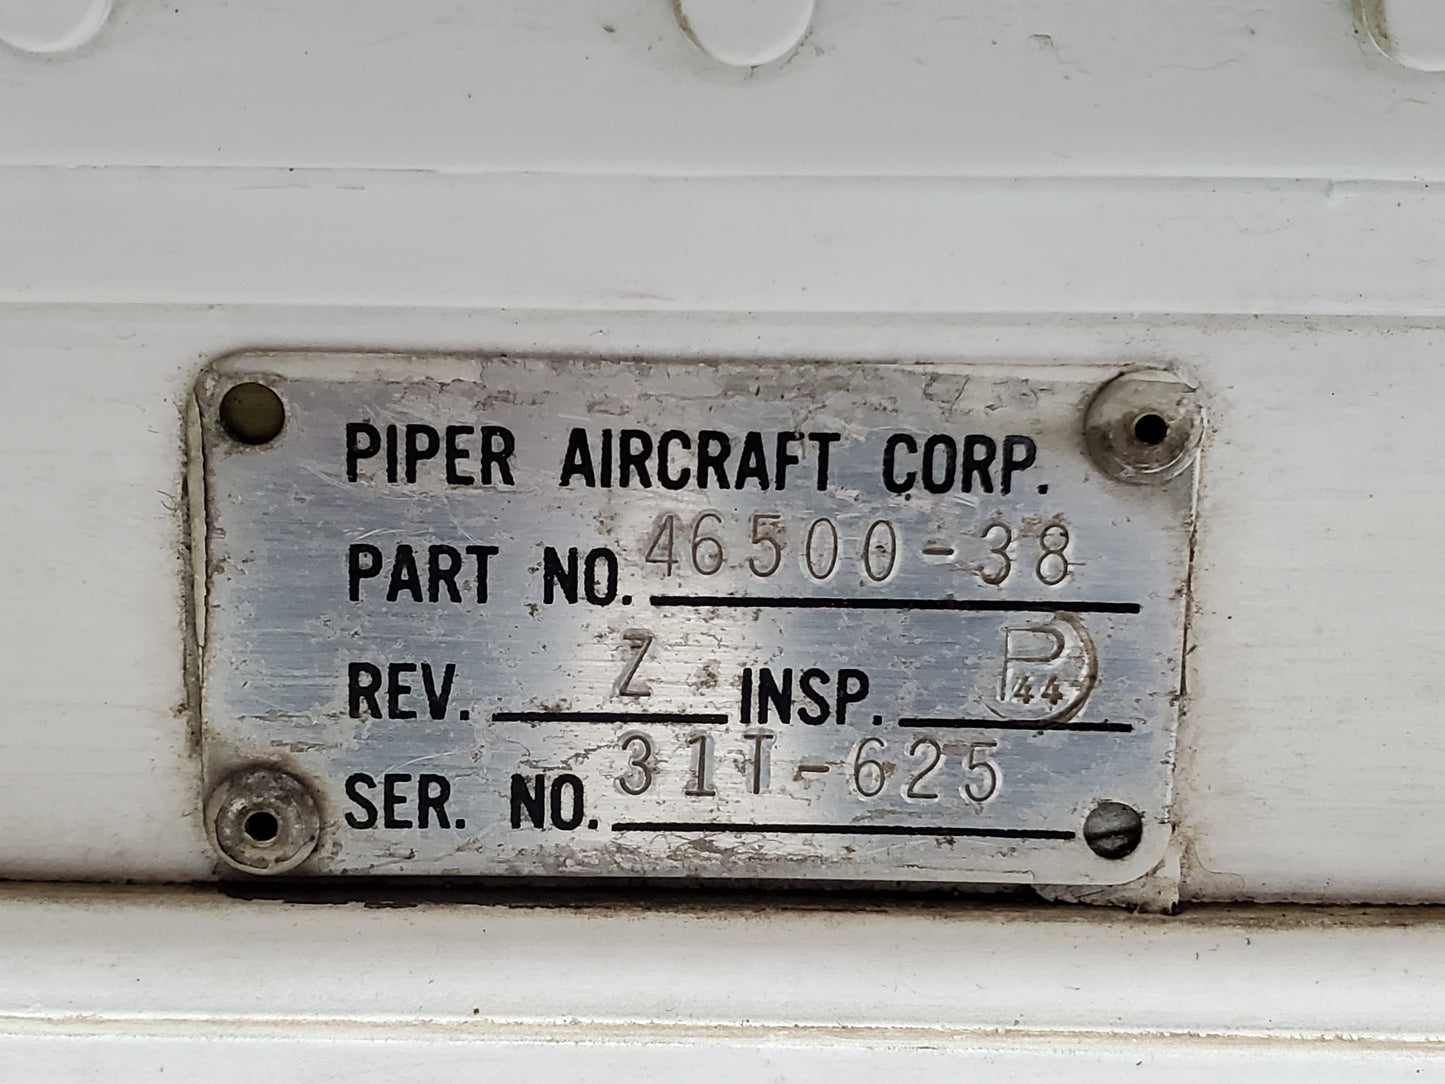 PIPER AIRCRAFT CORP.
PART NO. 46500-38
REV. Z INSP. P 44
SER. NO. 31T-625